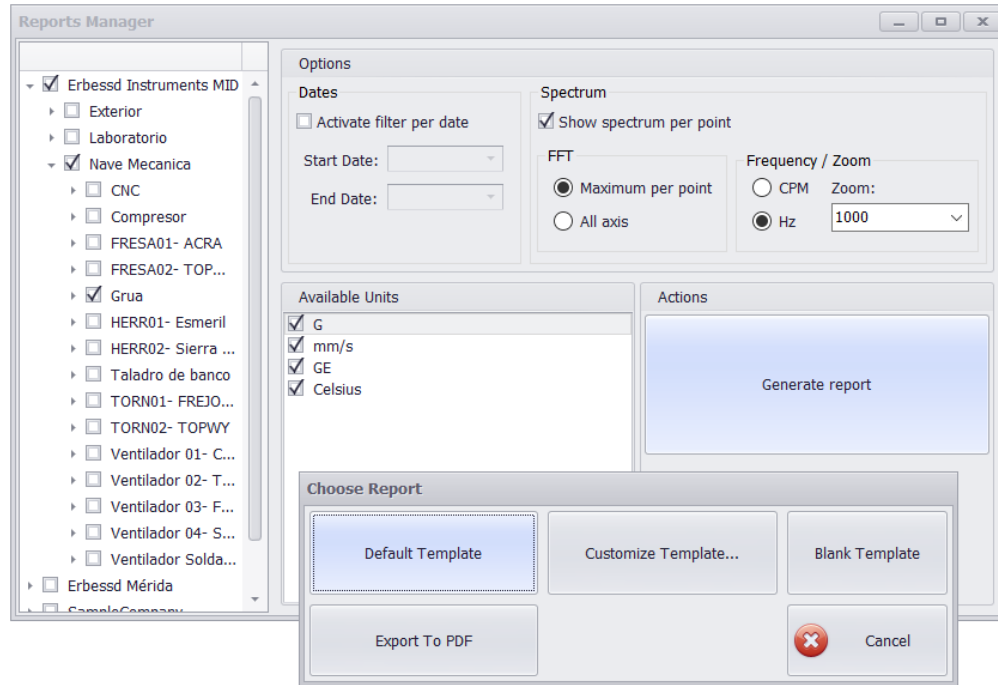 Reports Manager
Erbessd Instruments MID
Exterior
Laboratorio
Nave Mecanica
CNC
Compresor
FRESA01- ACRA
FRESA02- TOP...
Grua
HERR01- Esmeril
HERR02- Sierra ...
Taladro de banco
TORN01- FREJO...
TORN02- TOPWY
Ventilador 01- C...
Ventilador 02- T...
Ventilador 03- F...
Ventilador 04- S...
Ventilador Solda...
Erbessd Mérida
SampleCompany
Options
Dates
Activate filter per date
Start Date:
End Date:
Spectrum
Show spectrum per point
FFT
Maximum per point
All axis
Frequency / Zoom
CPM Zoom:
Hz 1000
Available Units
G
mm/s
GE
Celsius
Actions
Generate report
Choose Report
Default Template
Customize Template...
Blank Template
Export To PDF
Cancel